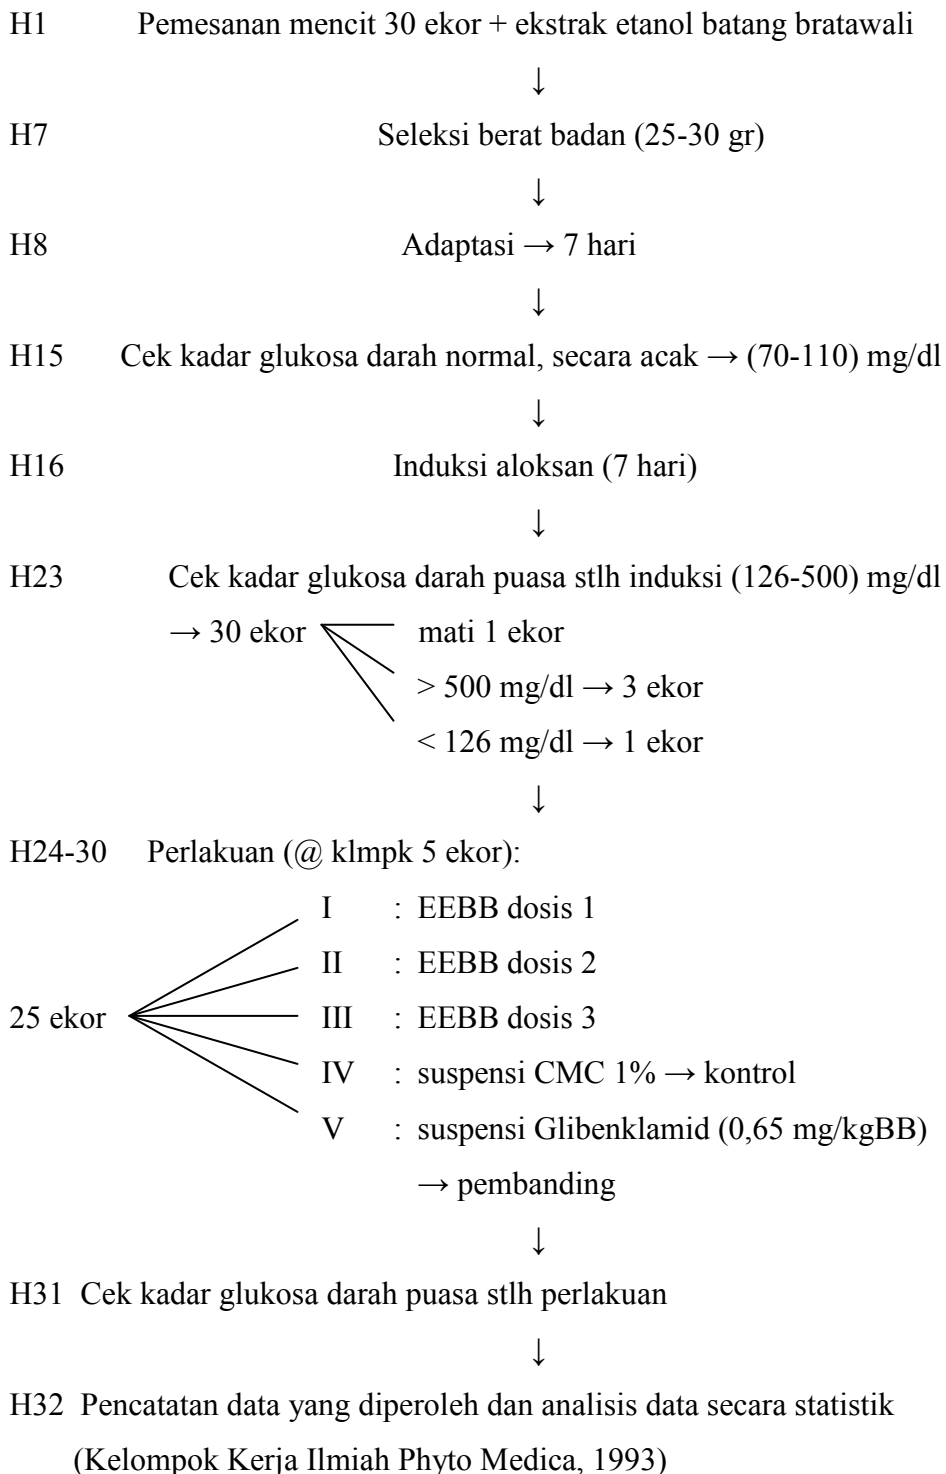 H1 Pemesanan mencit 30 ekor + ekstrak etanol batang bratawali
↓
H7 Seleksi berat badan (25-30 gr)
↓
H8 Adaptasi → 7 hari
↓
H15 Cek kadar glukosa darah normal, secara acak → (70-110) mg/dl
↓
H16 Induksi aloksan (7 hari)
↓
H23 Cek kadar glukosa darah puasa stlh induksi (126-500) mg/dl
→ 30 ekor mati 1 ekor
> 500 mg/dl → 3 ekor
< 126 mg/dl → 1 ekor
↓
H24-30 Perlakuan (@ klmpk 5 ekor):
I : EEBB dosis 1
II : EEBB dosis 2
25 ekor III : EEBB dosis 3
IV : suspensi CMC 1% → kontrol
V : suspensi Glibenklamid (0,65 mg/kgBB)
→ pembanding
↓
H31 Cek kadar glukosa darah puasa stlh perlakuan
↓
H32 Pencatatan data yang diperoleh dan analisis data secara statistik
(Kelompok Kerja Ilmiah Phyto Medica, 1993)